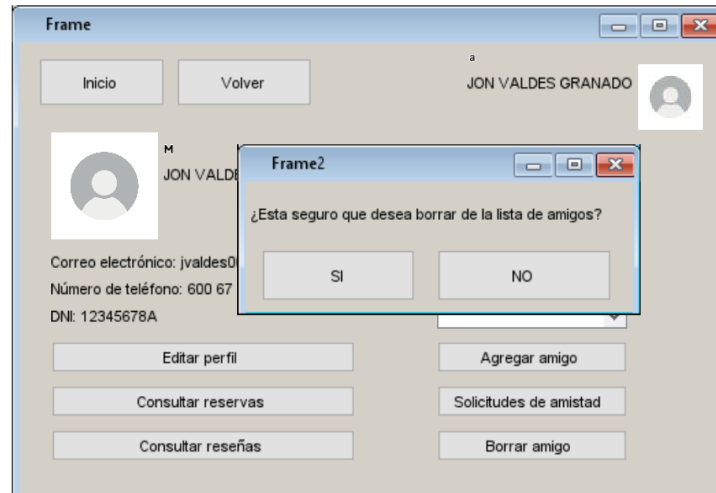 Frame
Inicio
Volver
a
JON VALDES GRANADO
M
JON VALDE
Frame2
¿Esta seguro que desea borrar de la lista de amigos?
SI
NO
Correo electrónico: jvaldes0
Número de teléfono: 600 67
DNI: 12345678A
Editar perfil
Agregar amigo
Consultar reservas
Solicitudes de amistad
Consultar reseñas
Borrar amigo